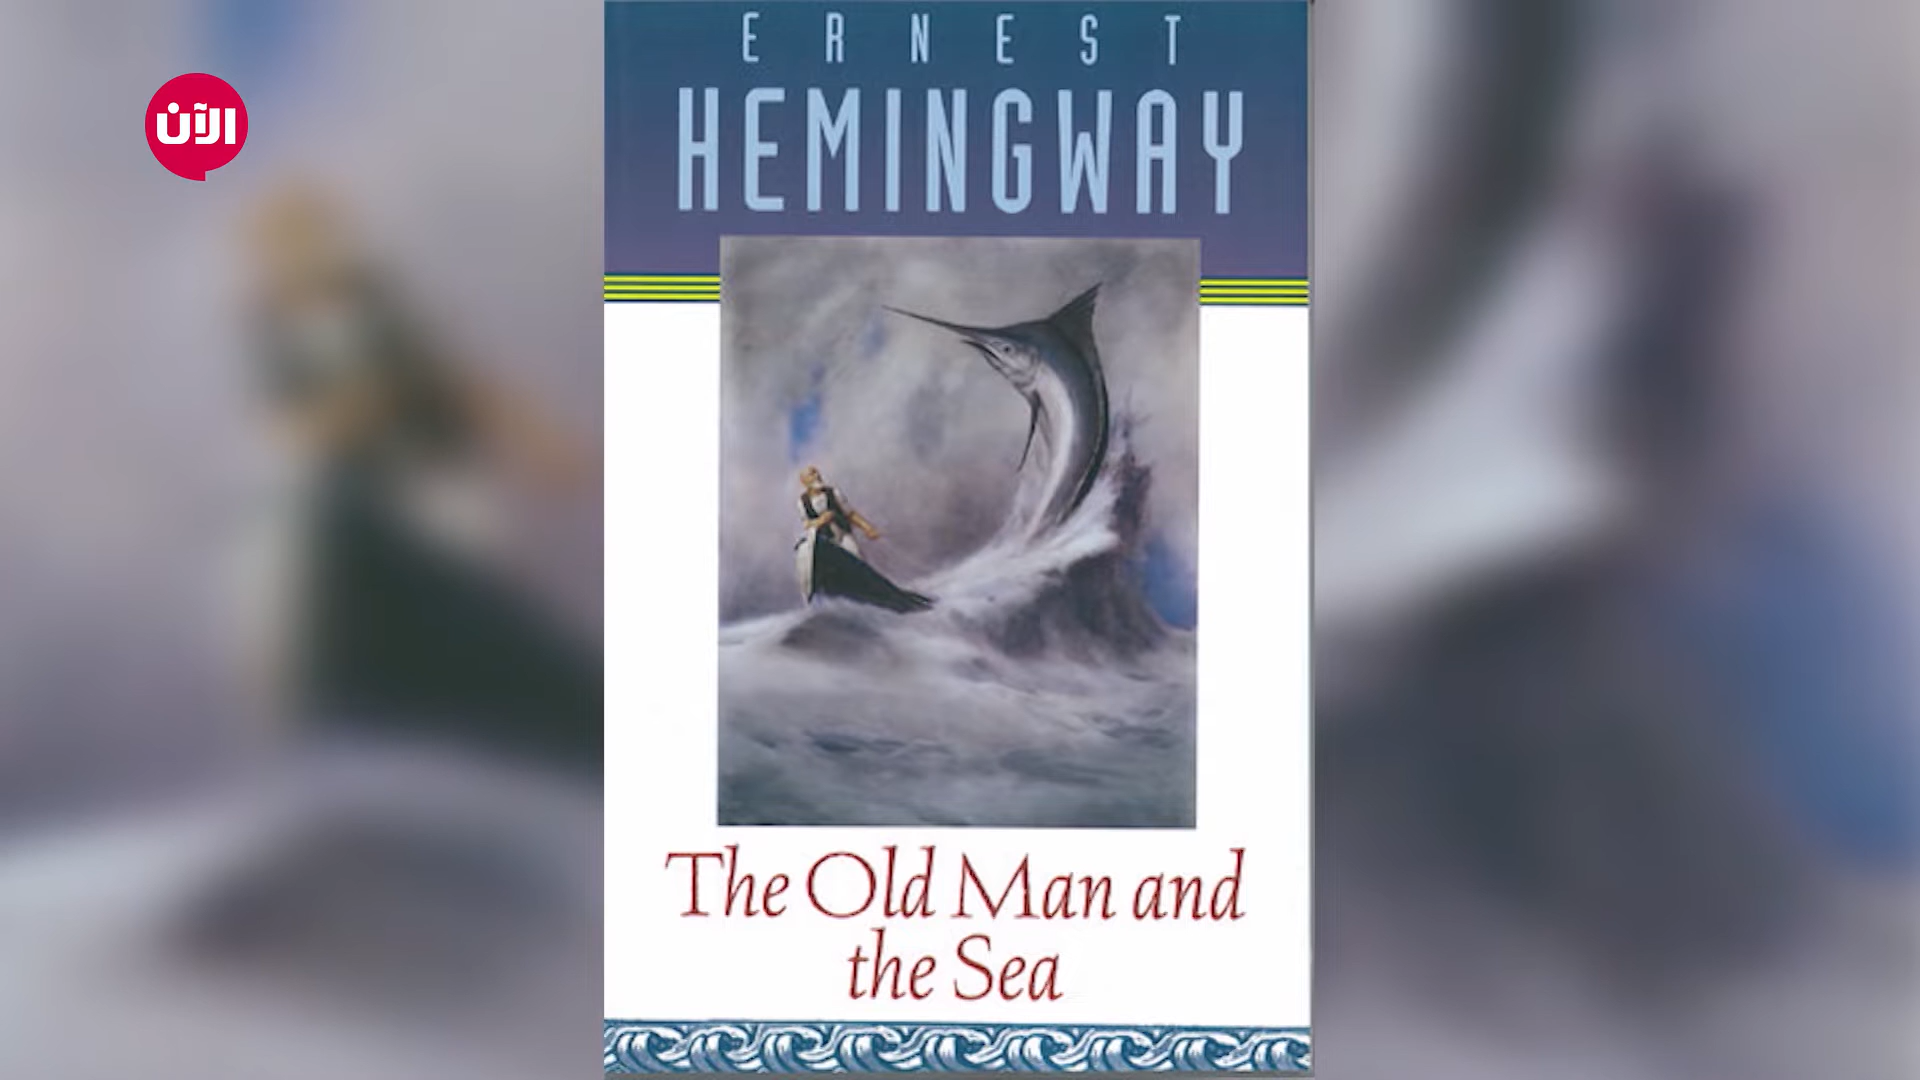 الآن
ERNEST
HEMINGWAY
The Old Man and
the Sea